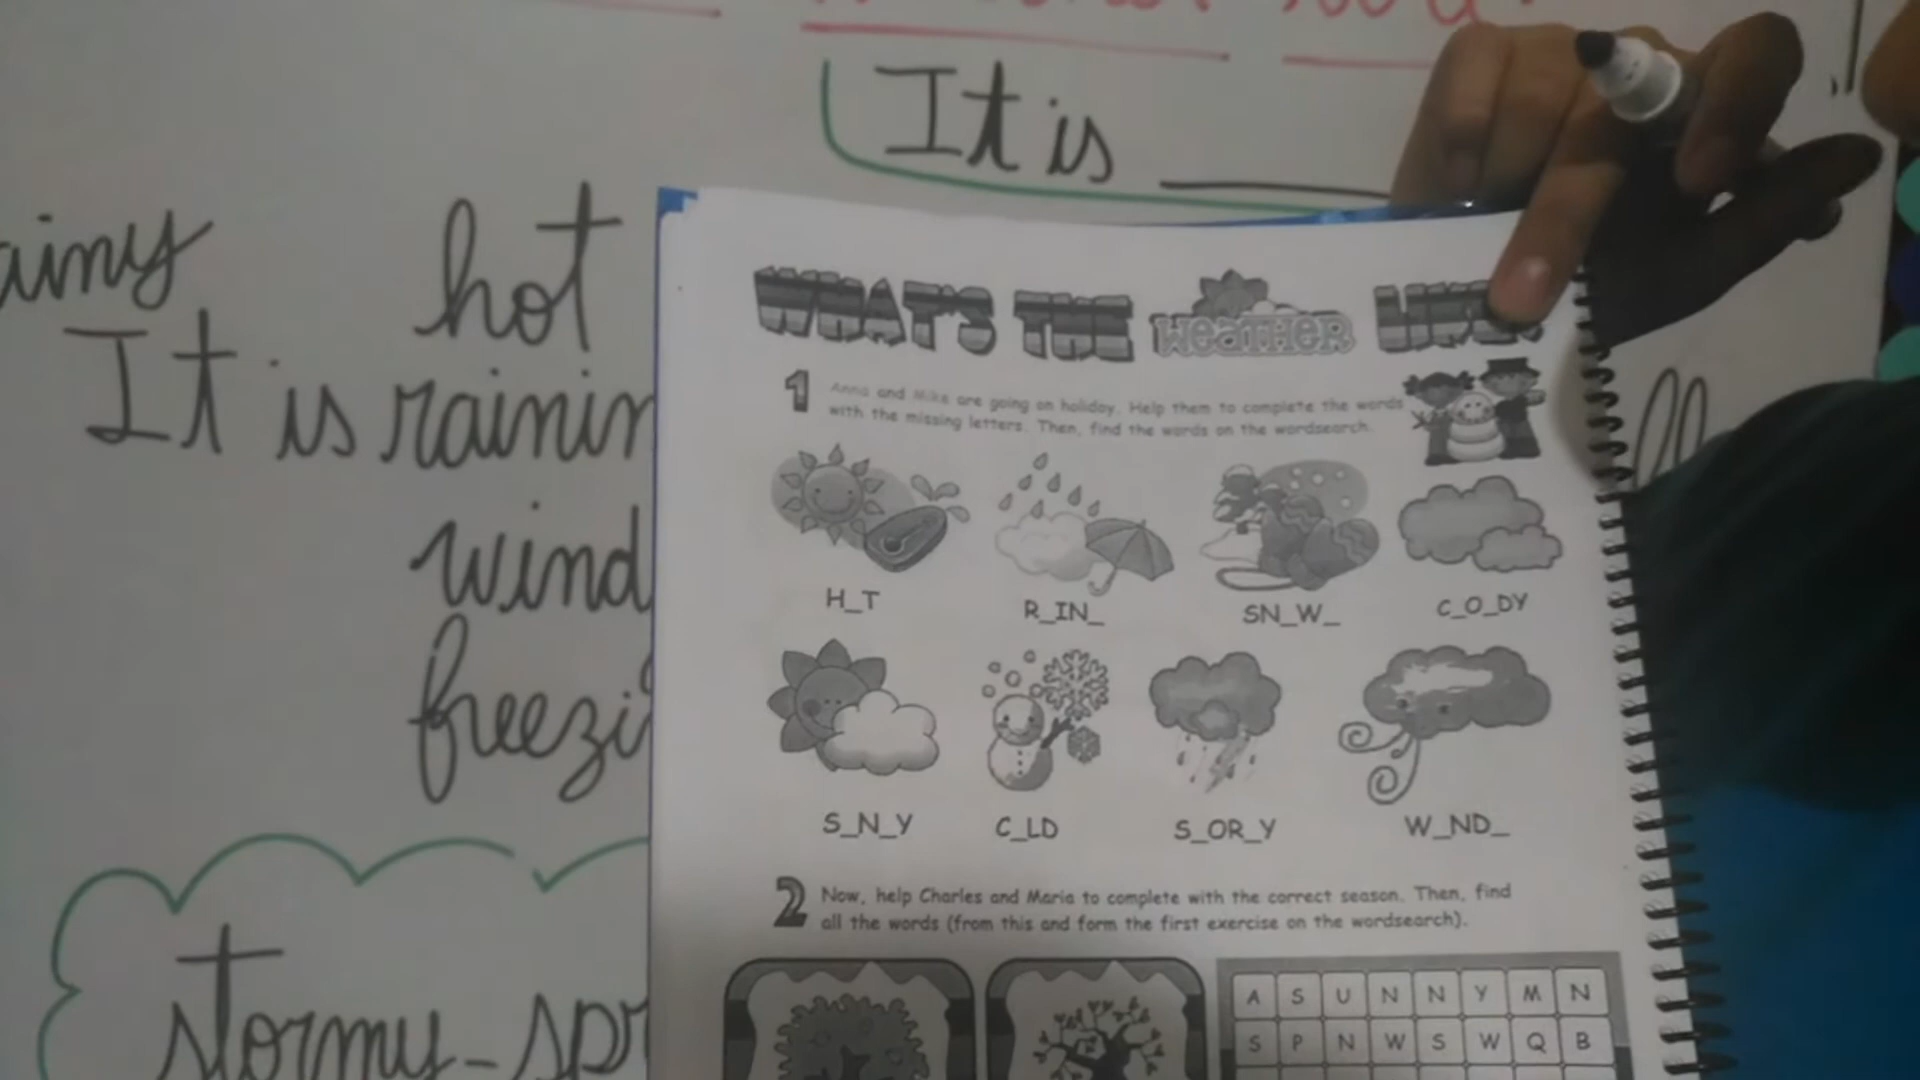 It is
hot
It is
wind
stormy - spr
WHAT'S THE WEATHER
1 Anna and Mike are going on holiday. Help them to complete the words
with the missing letters. Then, find the words on the wordsearch.
H_T R_IN_ SN_W_ C_O_DY
S_N_Y C_LD S_OR_Y W_ND_
2 Now, help Charles and Maria to complete with the correct season. Then, find
all the words (from this and form the first exercise on the wordsearch).
A S U N N Y M N
S P N W S W Q B